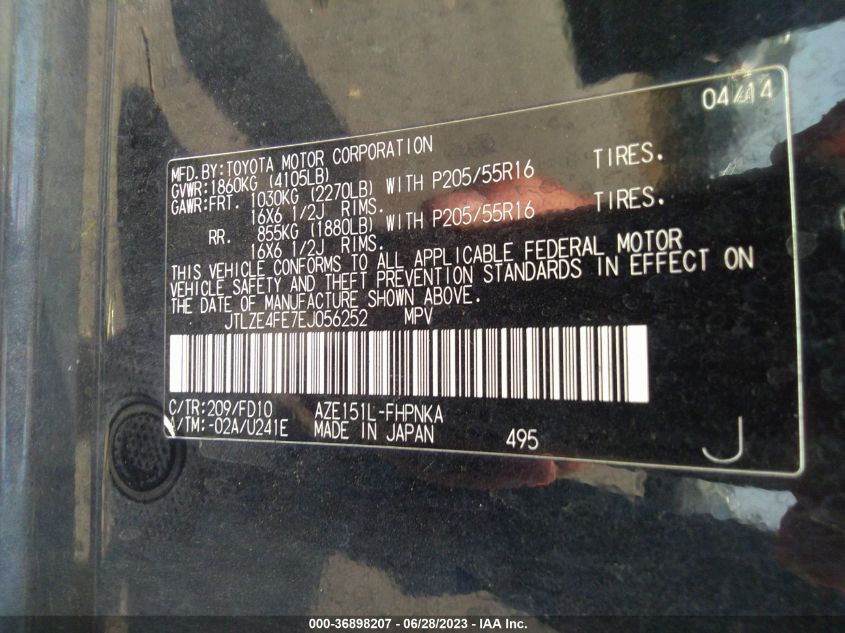 04/14
MFD.BY:TOYOTA MOTOR CORPORATION
GVWR:1860KG (4105LB)
GAWR:FRT. 1030KG (2270LB) WITH P205/55R16 TIRES.
16X6 1/2J RIMS.
RR. 855KG (1880LB) WITH P205/55R16 TIRES.
16X6 1/2J RIMS.
THIS VEHICLE CONFORMS TO ALL APPLICABLE FEDERAL MOTOR
VEHICLE SAFETY AND THEFT PREVENTION STANDARDS IN EFFECT ON
THE DATE OF MANUFACTURE SHOWN ABOVE.
JTLZE4FE7EJ056252 MPV
C/TR:209/FD10 AZE151L-FHPNKA
A/TM:-02A/U241E MADE IN JAPAN 495
J
000-36898207 - 06/28/2023 - IAA Inc.